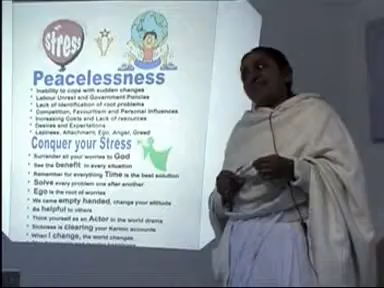 Stress
Peacelessness
Inability to cope with sudden changes
Labour Unrest and Government Policies
Lack of identification of root problems
Competition, Favouritism and Personal Influences
Increasing Costs and Lack of resources
Desires and Expectations
Laziness, Attachment, Ego, Anger, Greed
Conquer your Stress
Surrender all your worries to God
See the benefit in every situation
Remember for everything Time is the best solution
Solve every problem one after another
Ego is the root of worries
We came empty handed, change your attitude
Be helpful to others
Think yourself as an Actor in the world drama
Sickness is clearing your Karmic accounts
When I change, the world changes